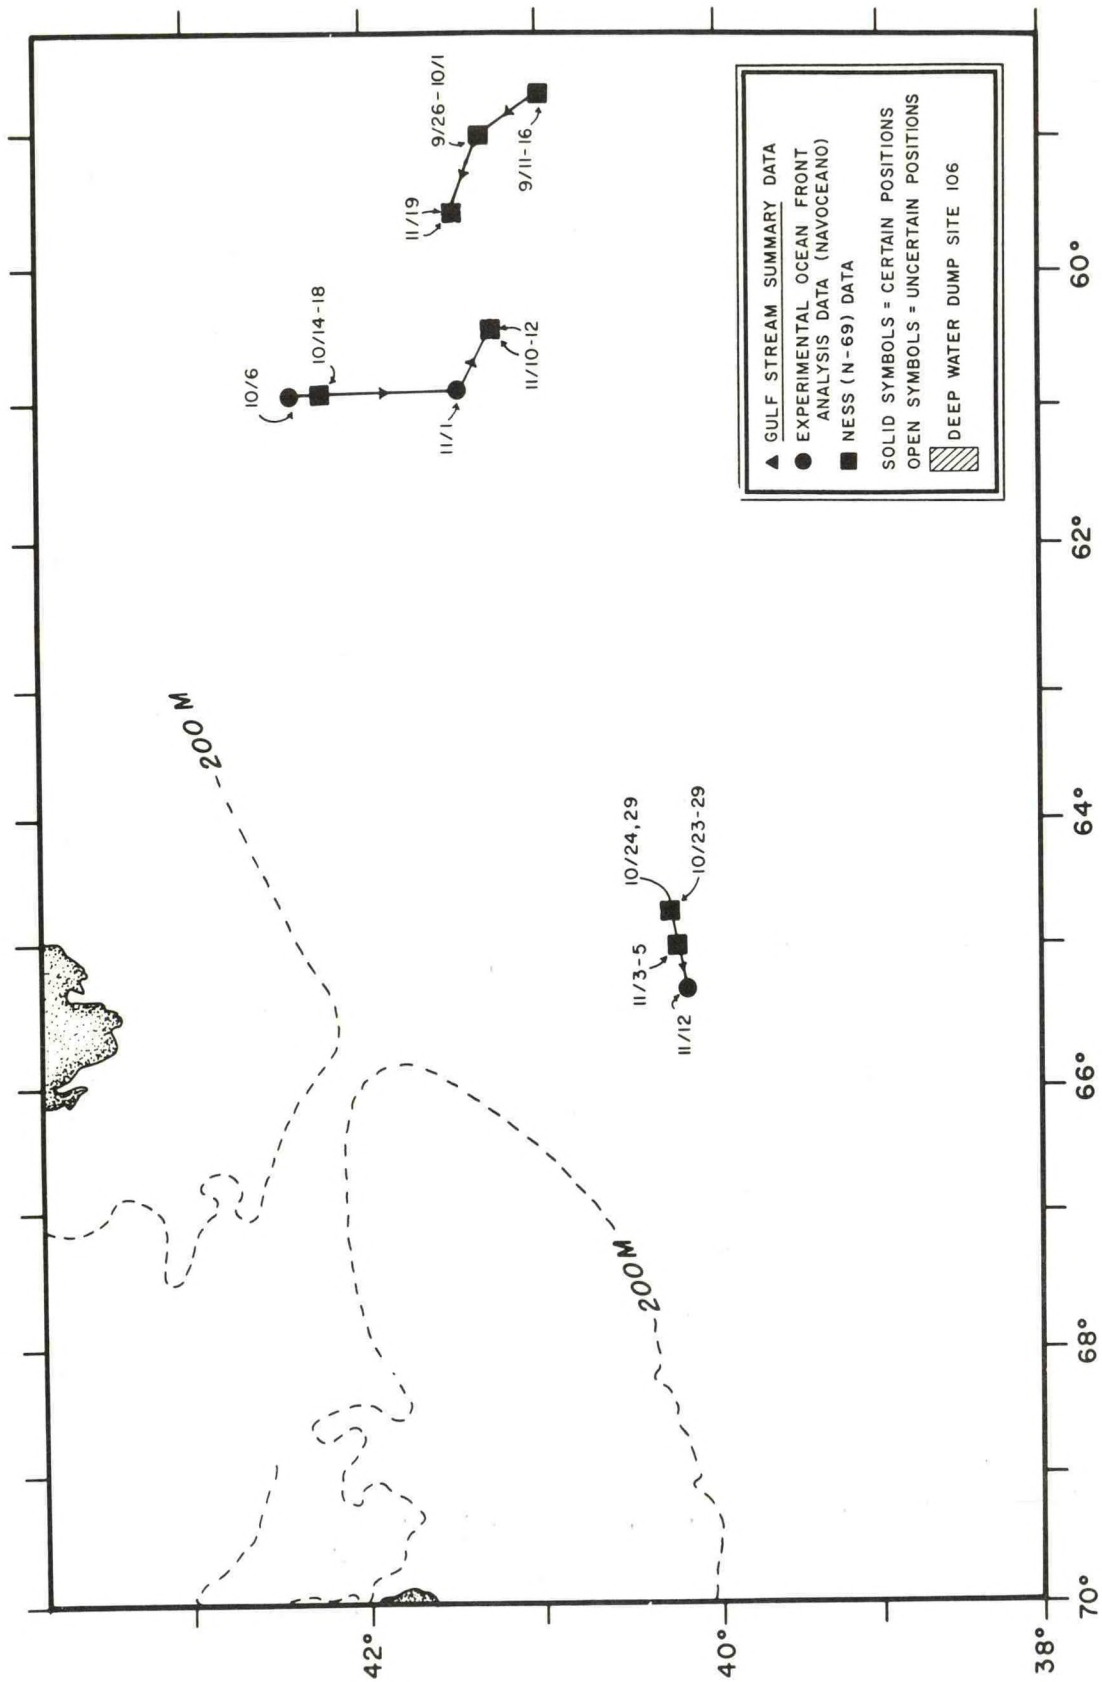 10/6
10/14-18
11/1
11/10-12
11/19
9/26-10/1
9/11-16
200 M
200M
10/24,29
10/23-29
11/3-5
11/12
▲ GULF STREAM SUMMARY DATA
● EXPERIMENTAL OCEAN FRONT
ANALYSIS DATA (NAVOCEANO)
■ NESS (N-69) DATA
SOLID SYMBOLS = CERTAIN POSITIONS
OPEN SYMBOLS = UNCERTAIN POSITIONS
DEEP WATER DUMP SITE 106
42°
40°
38°
70°
68°
66°
64°
62°
60°